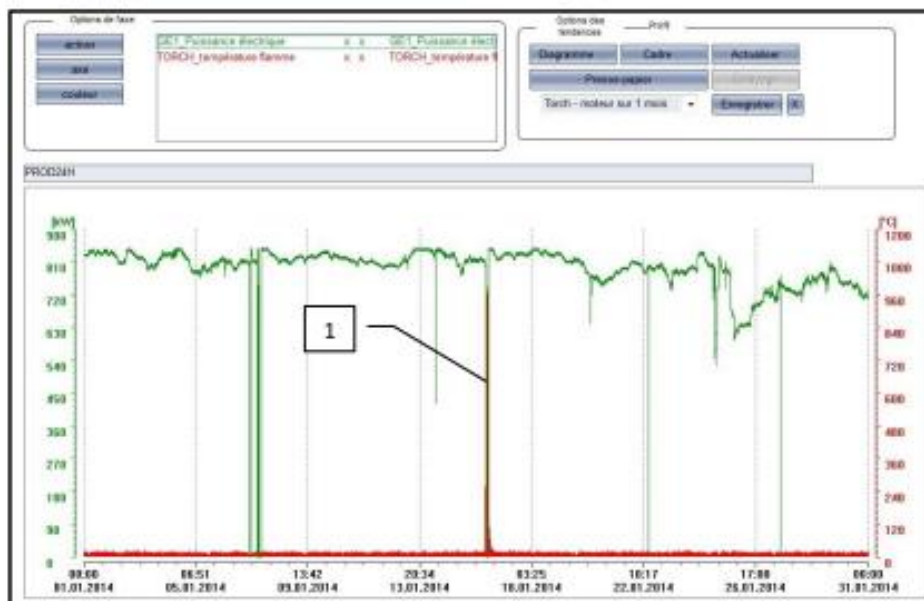 Options de l'axe
action
axe
couleur
GE1_Puissance électrique x x GE1_Puissance élect
TORCH_température flamme x x TORCH_température fl
Options des tendances
Profil
Diagramme Cadre Actualiser
Presse-papier
Torch - moteur sur 1 mois Enregistrer X
PROD24H
[kW] [°C]
900 1200
810 1080
720 960
630 840
1
540 720
450 600
360 480
270 360
180 240
90 120
0 0
00:00 06:51 13:42 20:34 03:25 10:17 17:08 00:00
01.01.2014 05.01.2014 09.01.2014 13.01.2014 18.01.2014 22.01.2014 26.01.2014 31.01.2014